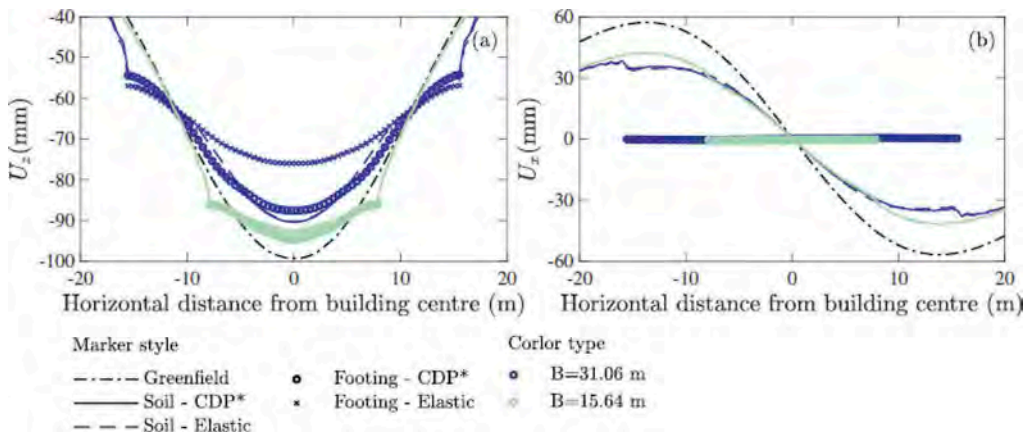 -40
-50
-60
-70
-80
-90
-100
U_z(mm)
(a)
-20 -10 0 10 20
Horizontal distance from building centre (m)
60
30
0
-30
-60
U_x(mm)
(b)
-20 -10 0 10 20
Horizontal distance from building centre (m)
Marker style
Greenfield
Soil - CDP*
Soil - Elastic
Footing - CDP*
Footing - Elastic
Corlor type
B=31.06 m
B=15.64 m